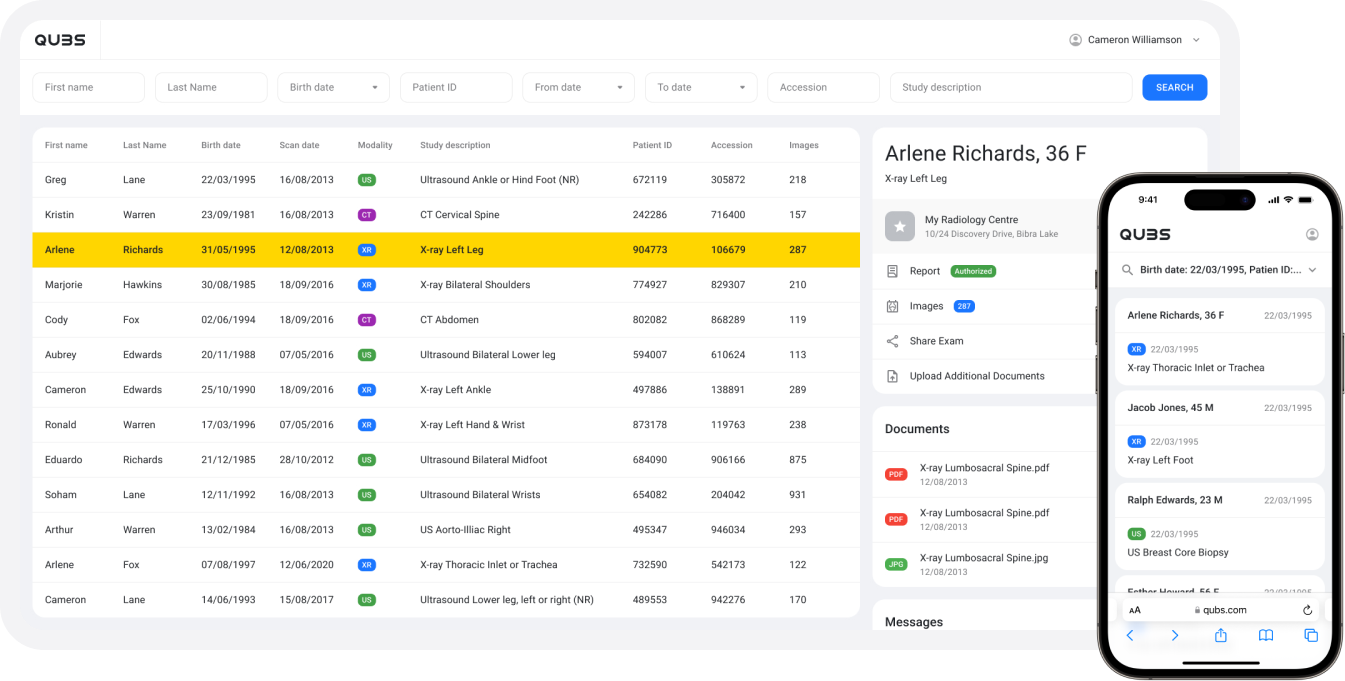 QUBS
Cameron Williamson
First name Last Name Birth date Patient ID From date To date Accession Study description SEARCH
First name Last Name Birth date Scan date Modality Study description Patient ID Accession Images
Greg Lane 22/03/1995 16/08/2013 US Ultrasound Ankle or Hind Foot (NR) 672119 305872 218
Kristin Warren 23/09/1981 16/08/2013 CT CT Cervical Spine 242286 716400 157
Arlene Richards 31/05/1995 12/08/2013 XR X-ray Left Leg 904773 106679 287
Marjorie Hawkins 30/08/1985 18/09/2016 XR X-ray Bilateral Shoulders 774927 829307 210
Cody Fox 02/06/1994 18/09/2016 CT CT Abdomen 802082 868289 119
Aubrey Edwards 20/11/1988 07/05/2016 US Ultrasound Bilateral Lower leg 594007 610624 113
Cameron Edwards 25/10/1990 18/09/2016 XR X-ray Left Ankle 497886 138891 289
Ronald Warren 17/03/1996 07/05/2016 XR X-ray Left Hand & Wrist 873178 119763 238
Eduardo Richards 21/12/1985 28/10/2012 US Ultrasound Bilateral Midfoot 684090 906166 875
Soham Lane 12/11/1992 16/08/2013 US Ultrasound Bilateral Wrists 654082 204042 931
Arthur Warren 13/02/1984 16/08/2013 US US Aorto-Illiac Right 495347 946034 293
Arlene Fox 07/08/1997 12/06/2020 XR X-ray Thoracic Inlet or Trachea 732590 542173 122
Cameron Lane 14/06/1993 15/08/2017 US Ultrasound Lower leg, left or right (NR) 489553 942276 170
Arlene Richards, 36 F
X-ray Left Leg
My Radiology Centre
10/24 Discovery Drive, Bibra Lake
Report Authorized
Images 287
Share Exam
Upload Additional Documents
Documents
PDF X-ray Lumbosacral Spine.pdf
12/08/2013
PDF X-ray Lumbosacral Spine.pdf
12/08/2013
JPG X-ray Lumbosacral Spine.jpg
12/08/2013
Messages
9:41
QUBS
Birth date: 22/03/1995, Patien ID:...
Arlene Richards, 36 F 22/03/1995
XR 22/03/1995
X-ray Thoracic Inlet or Trachea
Jacob Jones, 45 M 22/03/1995
XR 22/03/1995
X-ray Left Foot
Ralph Edwards, 23 M 22/03/1995
US 22/03/1995
US Breast Core Biopsy
Esther Howard, 56 F 22/03/1995
AA qubs.com